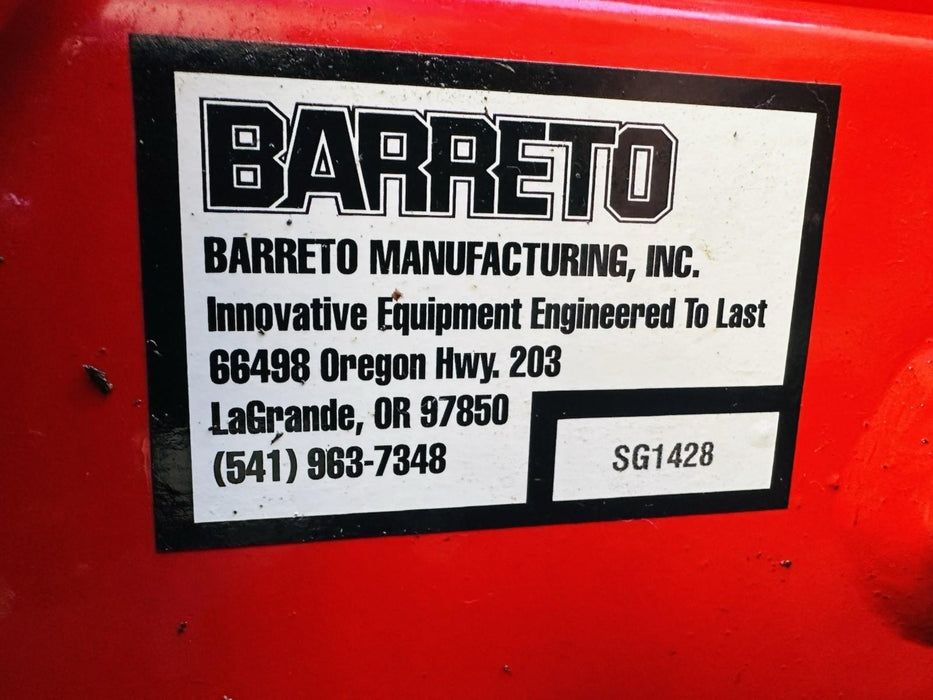 BARRETO
BARRETO MANUFACTURING, INC.
Innovative Equipment Engineered To Last
66498 Oregon Hwy. 203
LaGrande, OR 97850
(541) 963-7348
SG1428